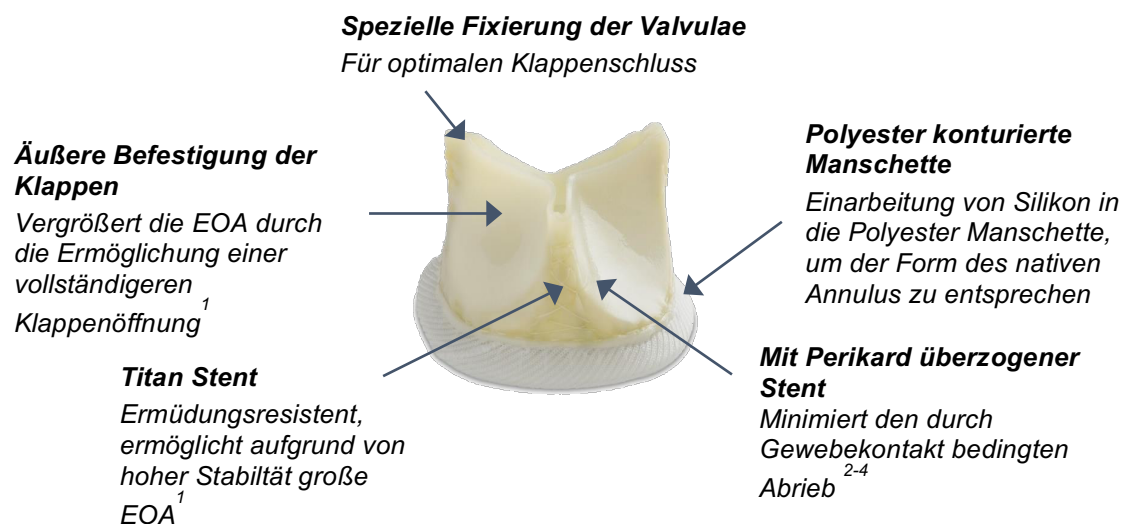 Spezielle Fixierung der Valvulae
Für optimalen Klappenschluss
Äußere Befestigung der
Klappen
Vergrößert die EOA durch
die Ermöglichung einer
vollständigeren
Klappenöffnung1
Polyester konturierte
Manschette
Einarbeitung von Silikon in
die Polyester Manschette,
um der Form des nativen
Annulus zu entsprechen
Titan Stent
Ermüdungsresistent,
ermöglicht aufgrund von
hoher Stabiltät große
EOA1
Mit Perikard überzogener
Stent
Minimiert den durch
Gewebekontakt bedingten
Abrieb 2-4